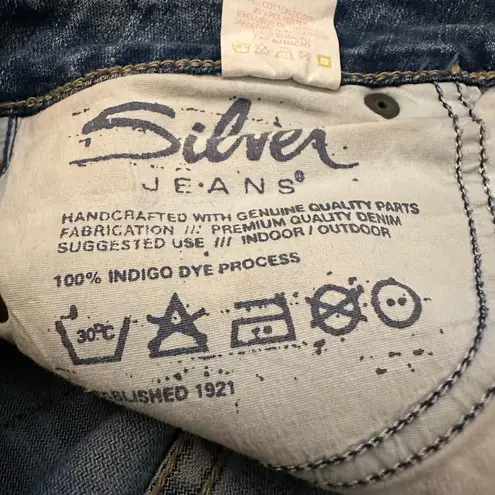 Silver
JEANS®
HANDCRAFTED WITH GENUINE QUALITY PARTS
FABRICATION /// PREMIUM QUALITY DENIM
SUGGESTED USE /// INDOOR / OUTDOOR
100% INDIGO DYE PROCESS
30°C
ESTABLISHED 1921